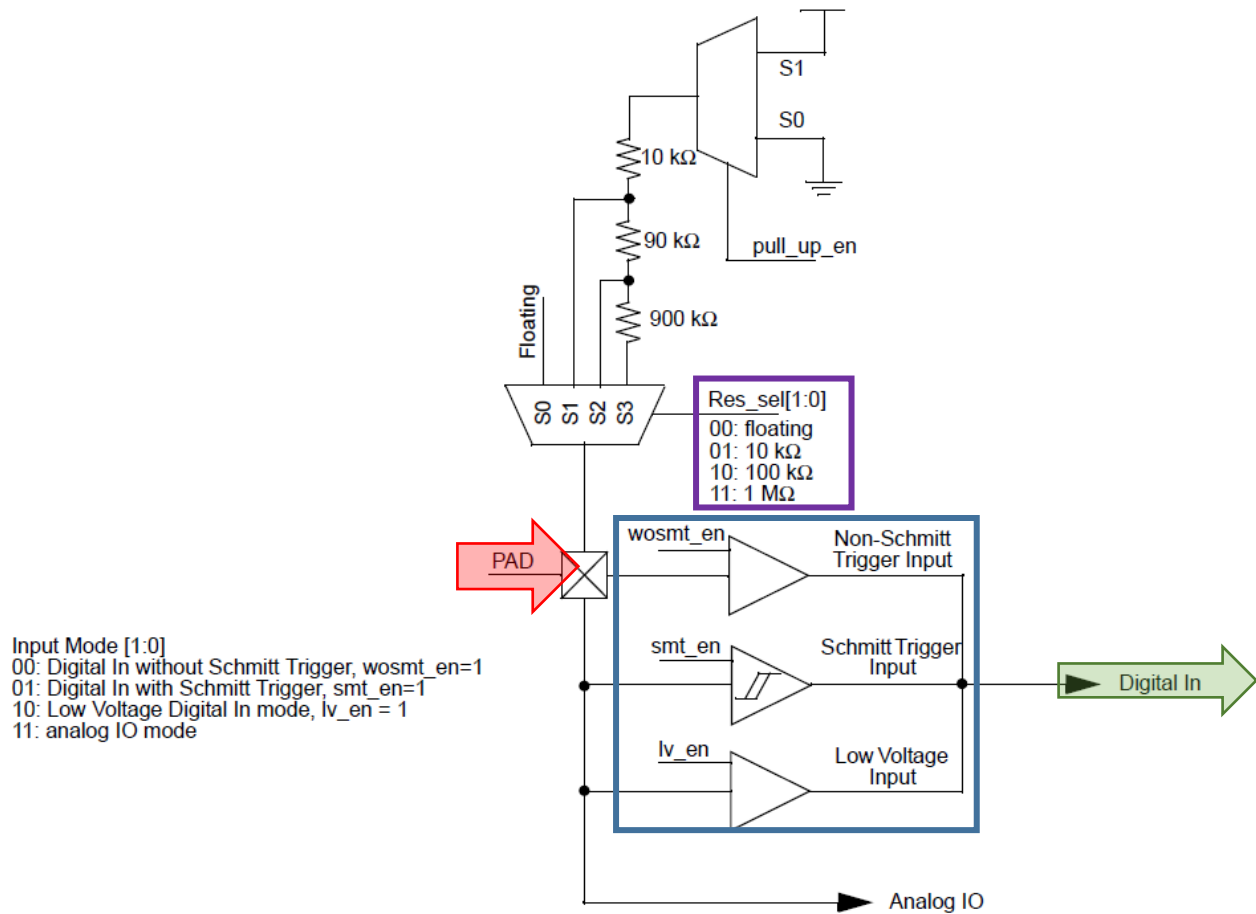 S1
S0
10 kΩ
90 kΩ
pull_up_en
900 kΩ
Floating
S0
S1
S2
S3
Res_sel[1:0]
00: floating
01: 10 kΩ
10: 100 kΩ
11: 1 MΩ
wosmt_en
Non-Schmitt
Trigger Input
PAD
Input Mode [1:0]
00: Digital In without Schmitt Trigger, wosmt_en=1
01: Digital In with Schmitt Trigger, smt_en=1
10: Low Voltage Digital In mode, lv_en = 1
11: analog IO mode
smt_en
Schmitt Trigger
Input
Digital In
lv_en
Low Voltage
Input
Analog IO